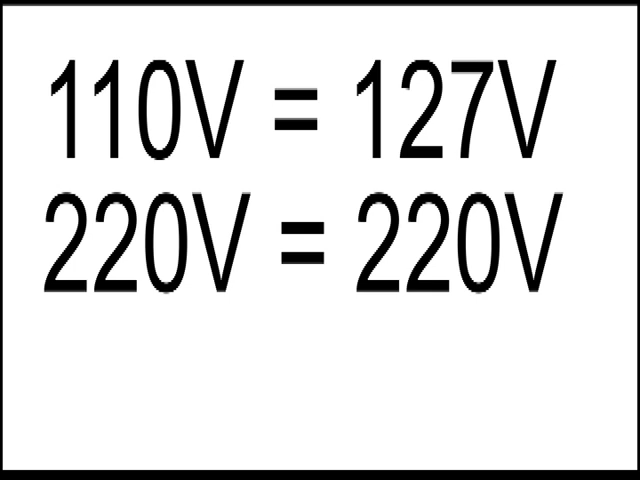 110V = 127V
220V = 220V